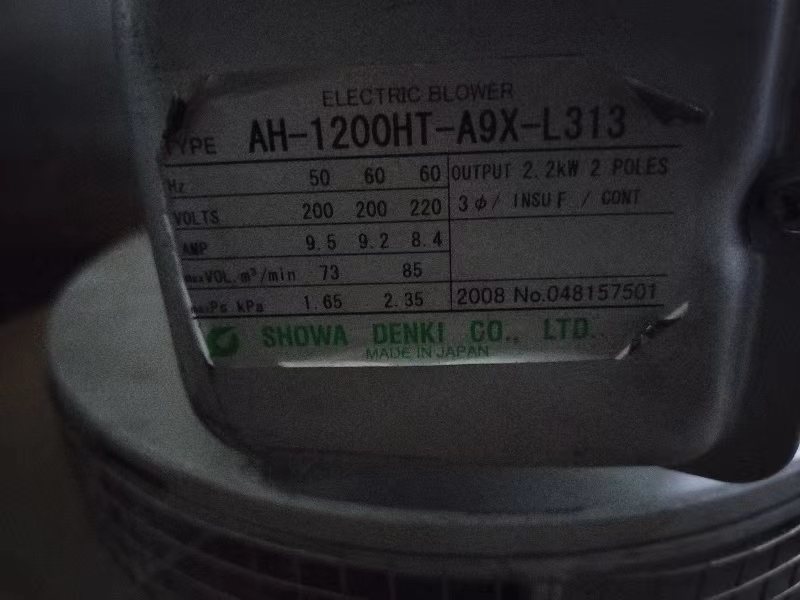 ELECTRIC BLOWER
TYPE AH-1200HT-A9X-L313
Hz 50 60 60 OUTPUT 2.2kW 2 POLES
VOLTS 200 200 220 3φ/ INSU F / CONT
AMP 9.5 9.2 8.4
maxVOL.m³/min 73 85
maxPs kPa 1.65 2.35 2008 No.048157501
SHOWA DENKI CO., LTD.
MADE IN JAPAN